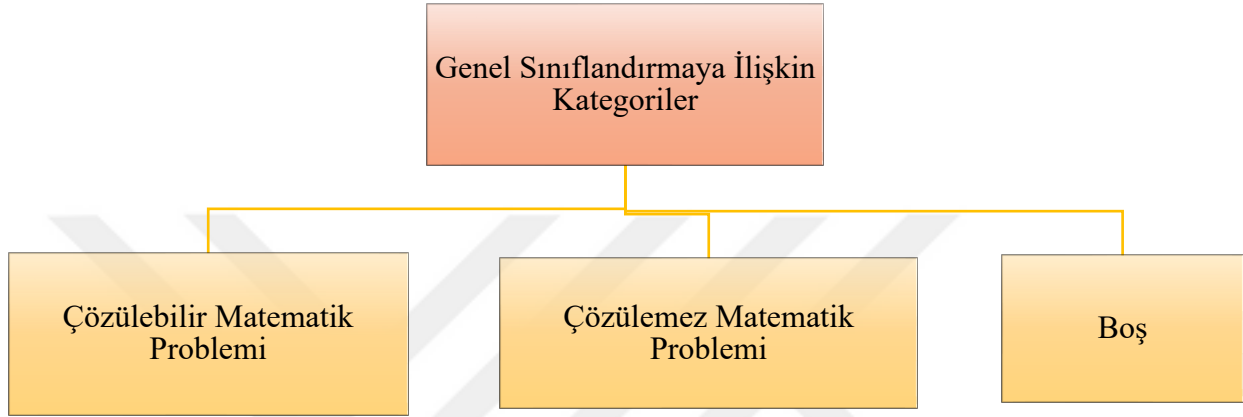 Genel Sınıflandırmaya İlişkin
Kategoriler
Çözülebilir Matematik
Problemi
Çözülemez Matematik
Problemi
Boş